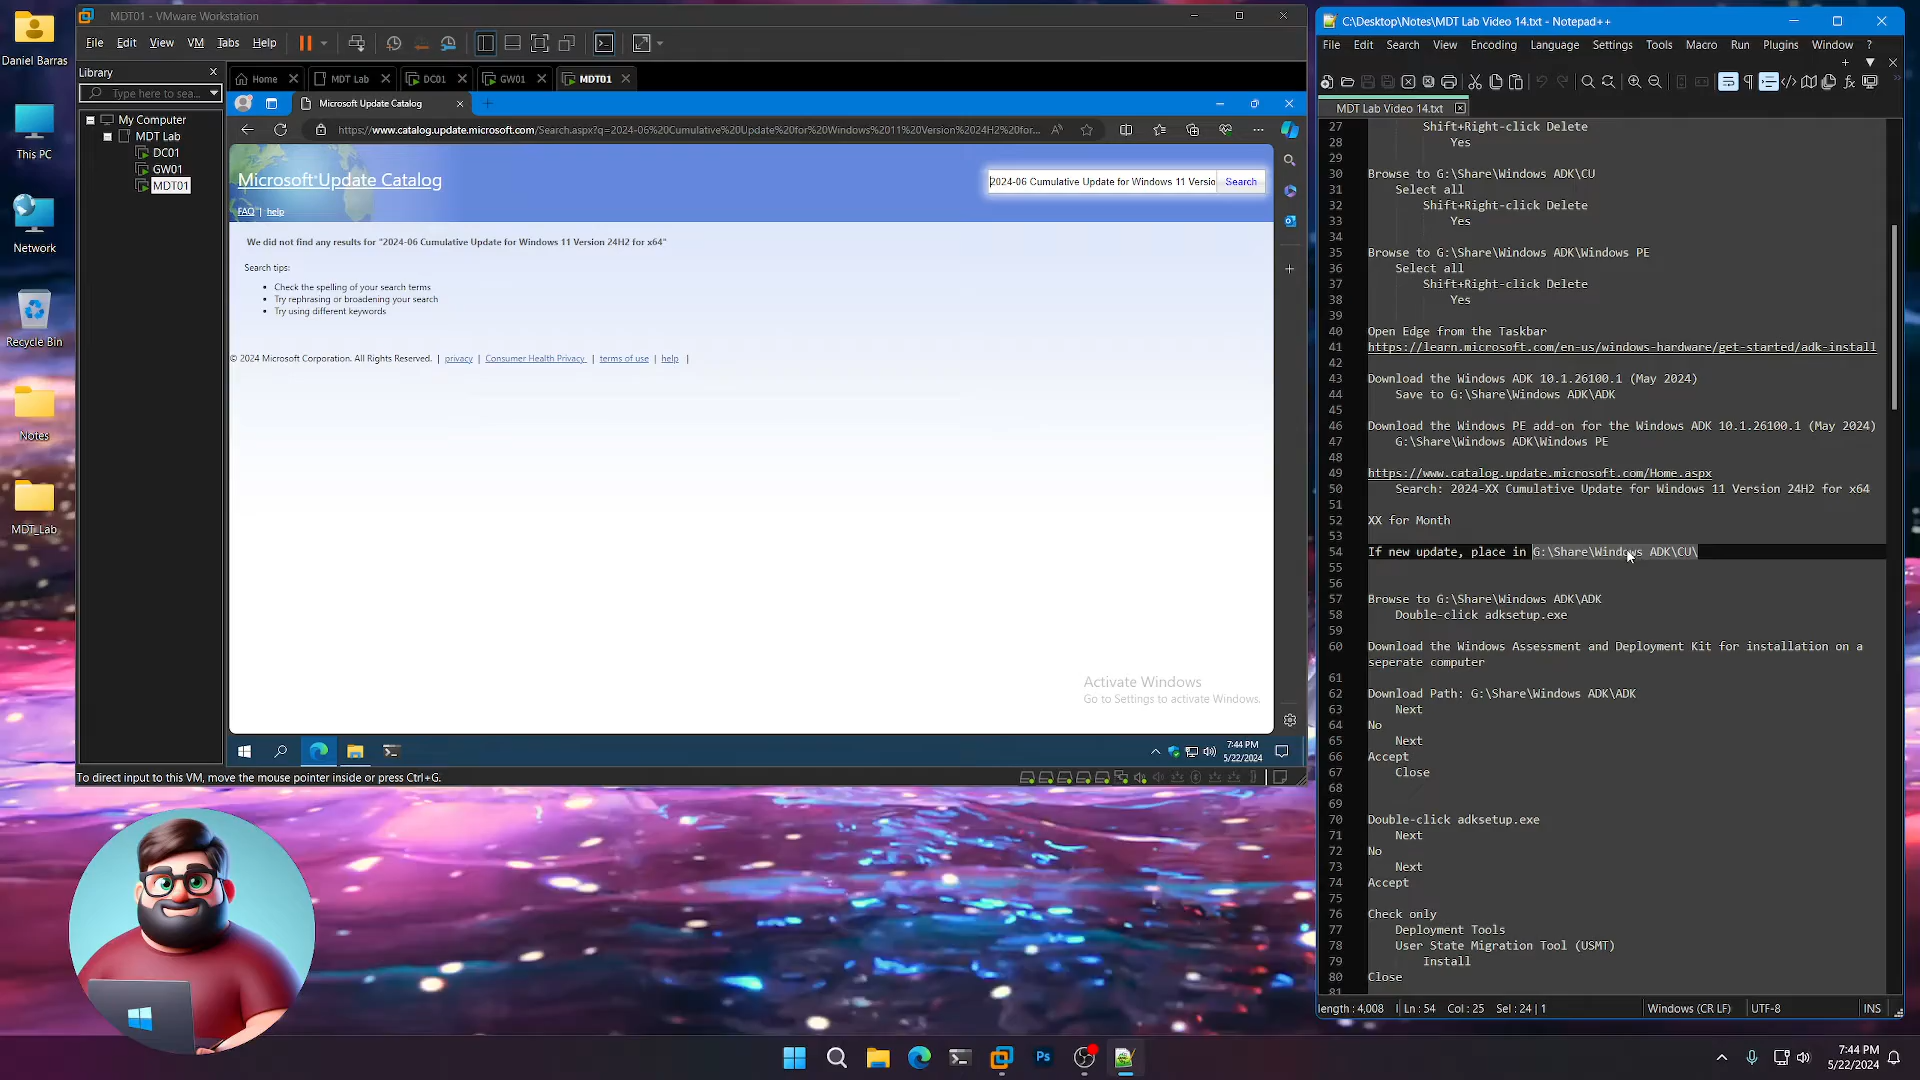 Daniel Barras
This PC
Network
Recycle Bin
Notes
MDT_Lab
MDT01 - VMware Workstation
File Edit View VM Tabs Help
Library
Type here to sea...
My Computer
MDT Lab
DC01
GW01
MDT01
Home
MDT Lab
DC01
GW01
MDT01
Microsoft Update Catalog
https://www.catalog.update.microsoft.com/Search.aspx?q=2024-06%20Cumulative%20Update%20for%20Windows%2011%20Version%2024H2%20for...
Microsoft Update Catalog
2024-06 Cumulative Update for Windows 11 Versio
Search
FAQ | help
We did not find any results for "2024-06 Cumulative Update for Windows 11 Version 24H2 for x64"
Search tips:
Check the spelling of your search terms
Try rephrasing or broadening your search
Try using different keywords
© 2024 Microsoft Corporation. All Rights Reserved. | privacy | Consumer Health Privacy | terms of use | help |
Activate Windows
Go to Settings to activate Windows.
7:44 PM
5/22/2024
To direct input to this VM, move the mouse pointer inside or press Ctrl+G.
C:\Desktop\Notes\MDT Lab Video 14.txt - Notepad++
File Edit Search View Encoding Language Settings Tools Macro Run Plugins Window ?
MDT Lab Video 14.txt
27 Shift+Right-click Delete
28 Yes
29
30 Browse to G:\Share\Windows ADK\CU
31 Select all
32 Shift+Right-click Delete
33 Yes
34
35 Browse to G:\Share\Windows ADK\Windows PE
36 Select all
37 Shift+Right-click Delete
38 Yes
39
40 Open Edge from the Taskbar
41 https://learn.microsoft.com/en-us/windows-hardware/get-started/adk-install
42
43 Download the Windows ADK 10.1.26100.1 (May 2024)
44 Save to G:\Share\Windows ADK\ADK
45
46 Download the Windows PE add-on for the Windows ADK 10.1.26100.1 (May 2024)
47 G:\Share\Windows ADK\Windows PE
48
49 https://www.catalog.update.microsoft.com/Home.aspx
50 Search: 2024-XX Cumulative Update for Windows 11 Version 24H2 for x64
51
52 XX for Month
53
54 If new update, place in G:\Share\Windows ADK\CU\
55
56
57 Browse to G:\Share\Windows ADK\ADK
58 Double-click adksetup.exe
59
60 Download the Windows Assessment and Deployment Kit for installation on a
seperate computer
61
62 Download Path: G:\Share\Windows ADK\ADK
63 Next
64 No
65 Next
66 Accept
67 Close
68
69
70 Double-click adksetup.exe
71 Next
72 No
73 Next
74 Accept
75
76 Check only
77 Deployment Tools
78 User State Migration Tool (USMT)
79 Install
80 Close
81
length : 4,008 l Ln : 54 Col : 25 Sel : 24 | 1 Windows (CR LF) UTF-8 INS
Ps
7:44 PM
5/22/2024